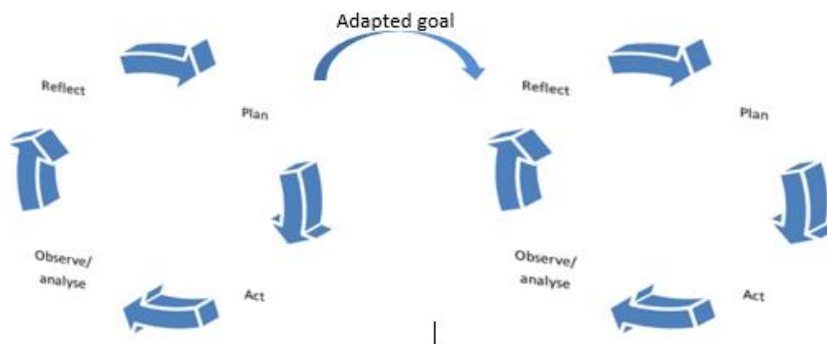 Adapted goal
Reflect
Plan
Observe/
analyse
Act
Reflect
Plan
Observe/
analyse
Act